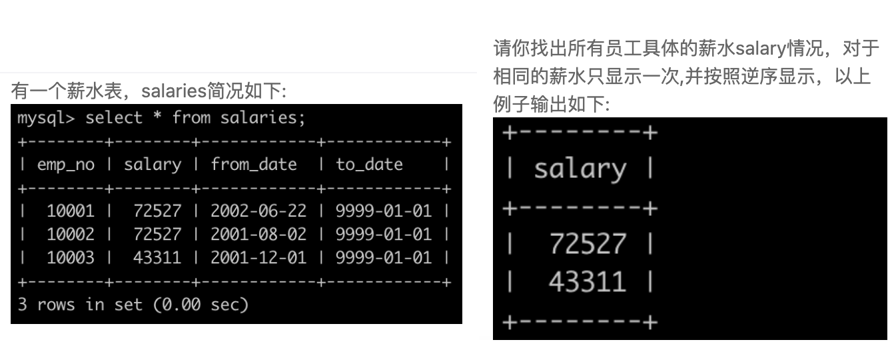 有一个薪水表，salaries简况如下:
mysql> select * from salaries;
+--------+--------+------------+------------+
| emp_no | salary | from_date  | to_date    |
+--------+--------+------------+------------+
|  10001 |  72527 | 2002-06-22 | 9999-01-01 |
|  10002 |  72527 | 2001-08-02 | 9999-01-01 |
|  10003 |  43311 | 2001-12-01 | 9999-01-01 |
+--------+--------+------------+------------+
3 rows in set (0.00 sec)
请你找出所有员工具体的薪水salary情况，对于
相同的薪水只显示一次,并按照逆序显示，以上
例子输出如下:
+--------+
| salary |
+--------+
|  72527 |
|  43311 |
+--------+